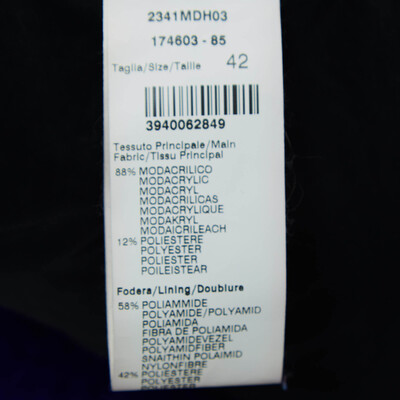 2341MDH03
174603 - 85
Taglia/Size/Taille 42
3940062849
Tessuto Principale/Main
Fabric/Tissu Principal
88% MODACRILICO
MODACRYLIC
MODACRYL
MODACRILICAS
MODACRYLIQUE
MODAKRYL
MODAICRILEACH
12% POLIESTERE
POLYESTER
POLIESTER
POILEISTEAR
Fodera/Lining/Doublure
58% POLIAMMIDE
POLYAMIDE/POLYAMID
POLIAMIDA
FIBRA DE POLIAMIDA
POLYAMIDEVEZEL
POLYAMIDFIBER
SNAITHIN POLAIMID
NYLONFIBRE
42% POLIESTERE
POLYESTER